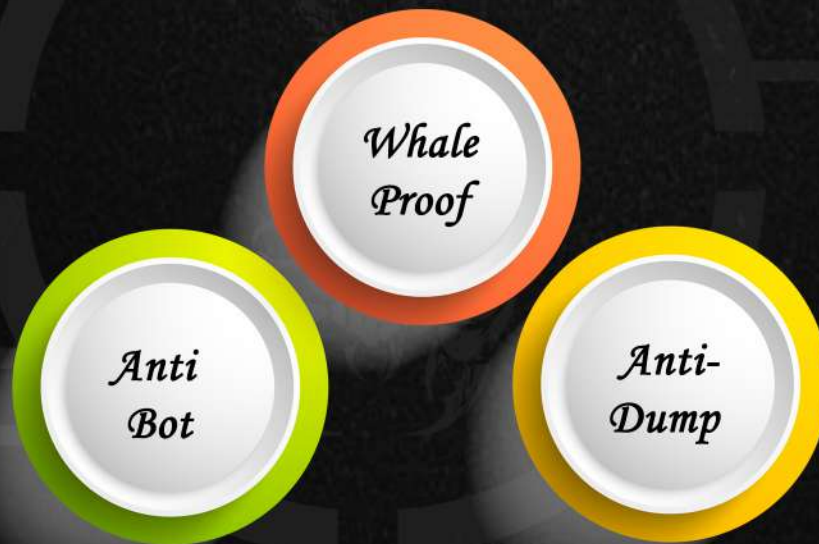 Whale
Proof
Anti
Bot
Anti-
Dump